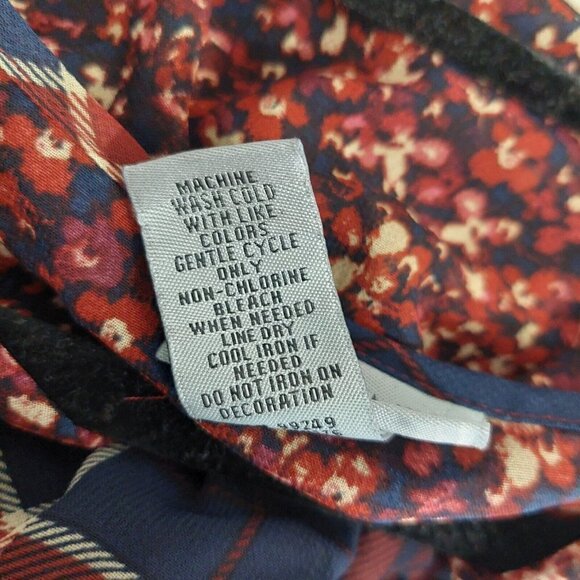 MACHINE
WASH COLD
WITH LIKE
COLORS
GENTLE CYCLE
ONLY
NON-CHLORINE
BLEACH
WHEN NEEDED
LINE DRY
COOL IRON IF
NEEDED
DO NOT IRON ON
DECORATION